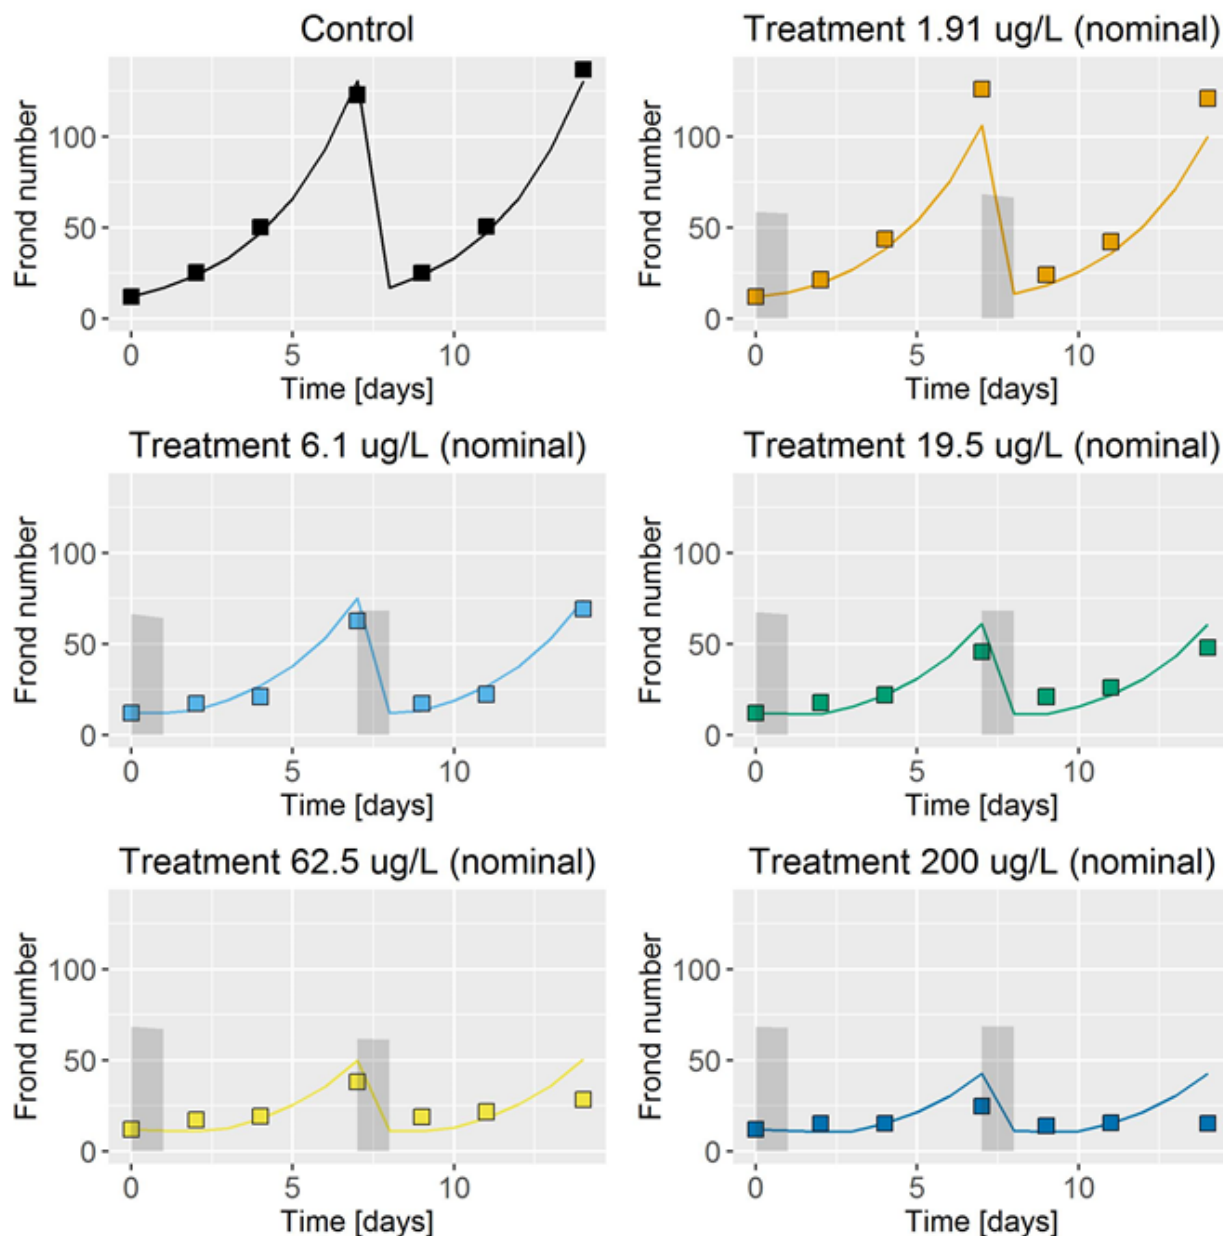 Control
Frond number
100
50
0
0 5 10
Time [days]
Treatment 1.91 ug/L (nominal)
Frond number
100
50
0
0 5 10
Time [days]
Treatment 6.1 ug/L (nominal)
Frond number
100
50
0
0 5 10
Time [days]
Treatment 19.5 ug/L (nominal)
Frond number
100
50
0
0 5 10
Time [days]
Treatment 62.5 ug/L (nominal)
Frond number
100
50
0
0 5 10
Time [days]
Treatment 200 ug/L (nominal)
Frond number
100
50
0
0 5 10
Time [days]